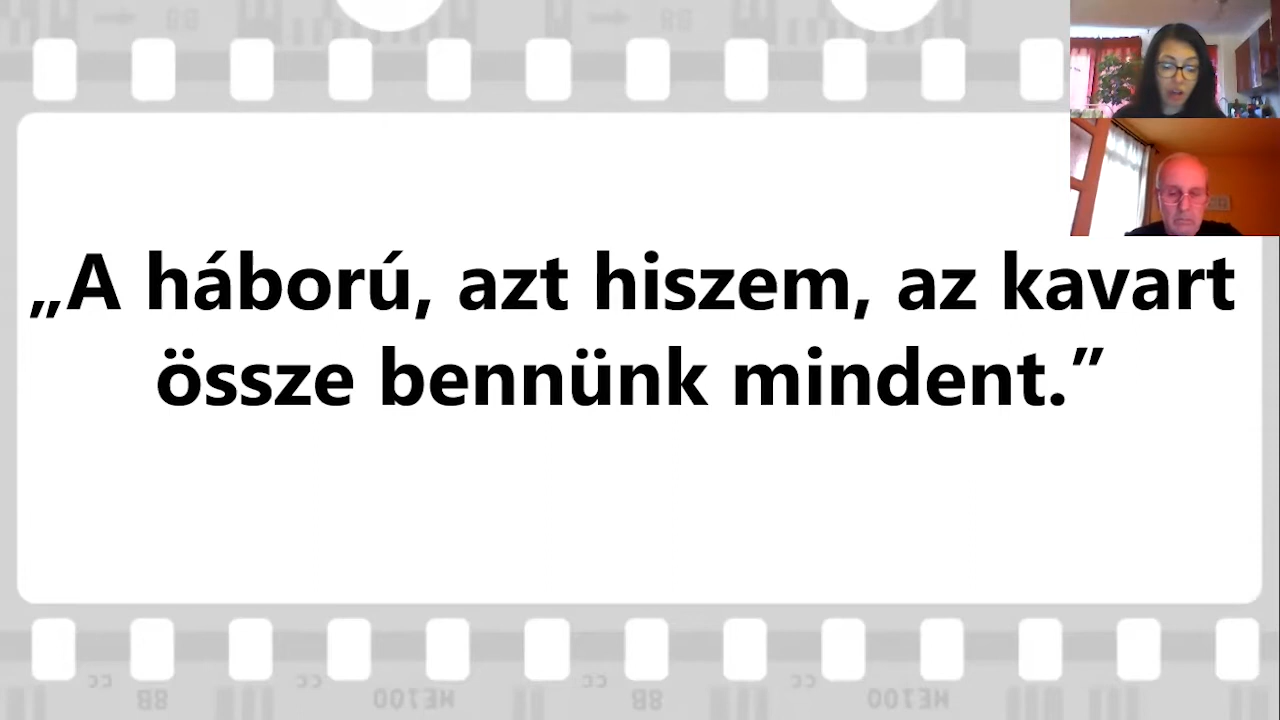 „A háború, azt hiszem, az kavart
össze bennünk mindent.”